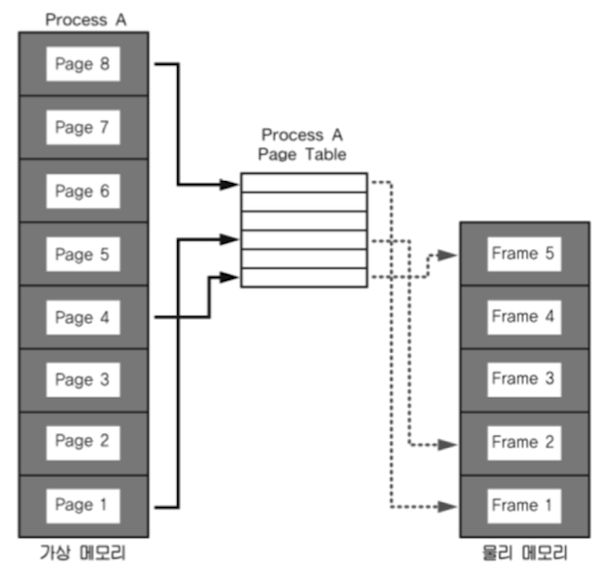 Process A
Page 8
Page 7
Page 6
Page 5
Page 4
Page 3
Page 2
Page 1
가상 메모리
Process A
Page Table
Frame 5
Frame 4
Frame 3
Frame 2
Frame 1
물리 메모리